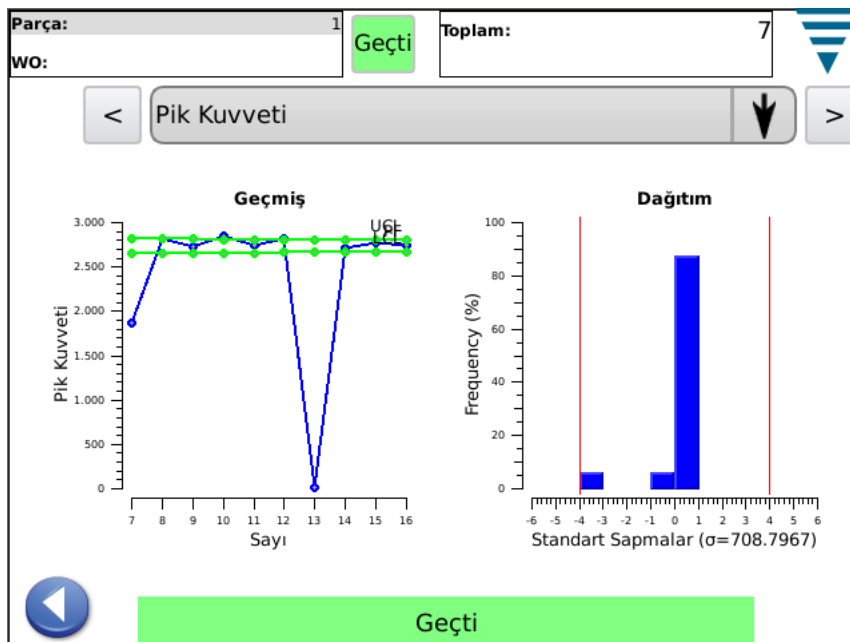 Parça: 1
WO:
Geçti
Toplam: 7
< Pik Kuvveti >
Geçmiş
3.000
2.500
2.000
1.500
1.000
500
0
Pik Kuvveti
UCL
7 8 9 10 11 12 13 14 15 16
Sayı
Dağıtım
100
80
60
40
20
0
Frequency (%)
-6 -5 -4 -3 -2 -1 0 1 2 3 4 5 6
Standart Sapmalar (σ=708.7967)
Geçti